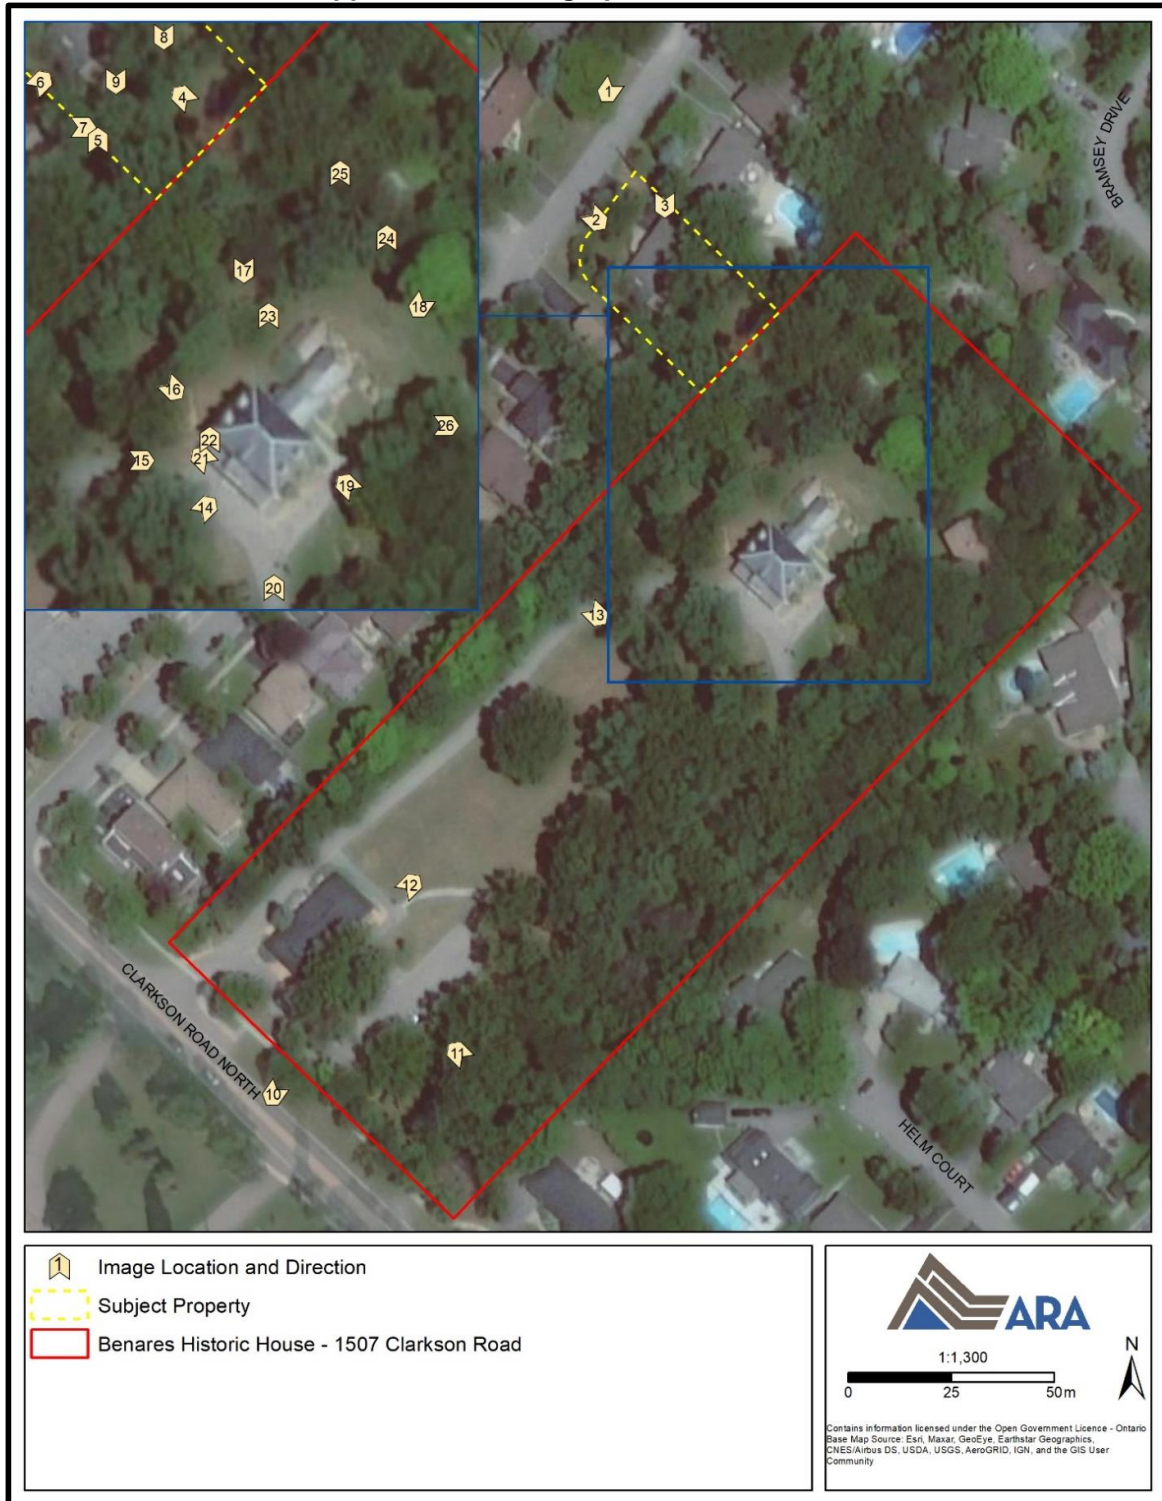 8
6
9
4
7
5
25
24
17
18
23
16
22
26
15
21
19
14
20
1
BRAMSEY DRIVE
2
3
13
12
CLARKSON ROAD NORTH
11
10
HELM COURT
1 Image Location and Direction
Subject Property
Benares Historic House - 1507 Clarkson Road
ARA
1:1,300
N
0 25 50 m
Contains information licensed under the Open Government Licence - Ontario
Base Map Source: Esri, Maxar, GeoEye, Earthstar Geographics,
CNES/Airbus DS, USDA, USGS, AeroGRID, IGN, and the GIS User
Community